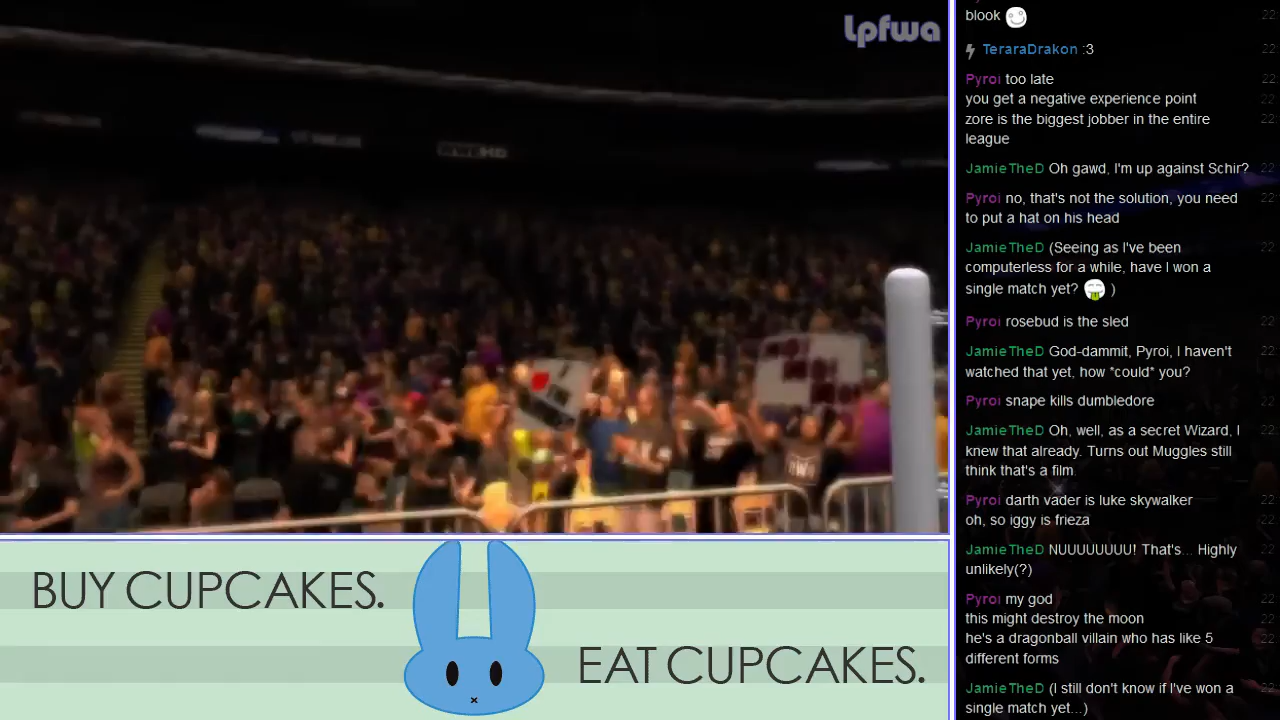 Lpfwa
WWEHD
BUY CUPCAKES.
EAT CUPCAKES.
blook
TeraraDrakon :3
Pyroi too late
you get a negative experience point
zore is the biggest jobber in the entire
league
JamieTheD Oh gawd, I'm up against Schir?
Pyroi no, that's not the solution, you need
to put a hat on his head
JamieTheD (Seeing as I've been
computerless for a while, have I won a
single match yet? )
Pyroi rosebud is the sled
JamieTheD God-dammit, Pyroi, I haven't
watched that yet, how *could* you?
Pyroi snape kills dumbledore
JamieTheD Oh, well, as a secret Wizard, I
knew that already. Turns out Muggles still
think that's a film.
Pyroi darth vader is luke skywalker
oh, so iggy is frieza
JamieTheD NUUUUUUUU! That's... Highly
unlikely(?)
Pyroi my god
this might destroy the moon
he's a dragonball villain who has like 5
different forms
JamieTheD (I still don't know if I've won a
single match yet...)